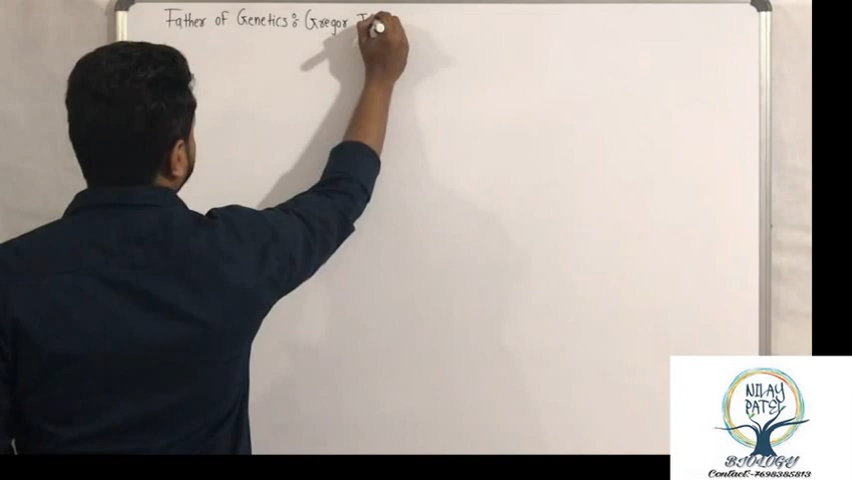 Father of Genetics: Gregor
NILAY
PATEL
BIOLOGY
Contact:-7698385813